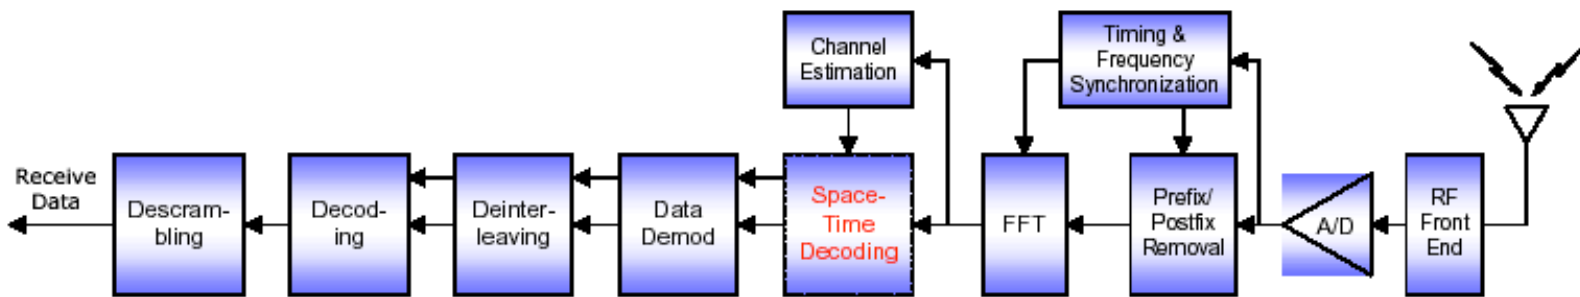 Receive
Data
Descram-
bling
Decod-
ing
Deinter-
leaving
Data
Demod
Channel
Estimation
Space-
Time
Decoding
FFT
Timing &
Frequency
Synchronization
Prefix/
Postfix
Removal
A/D
RF
Front
End